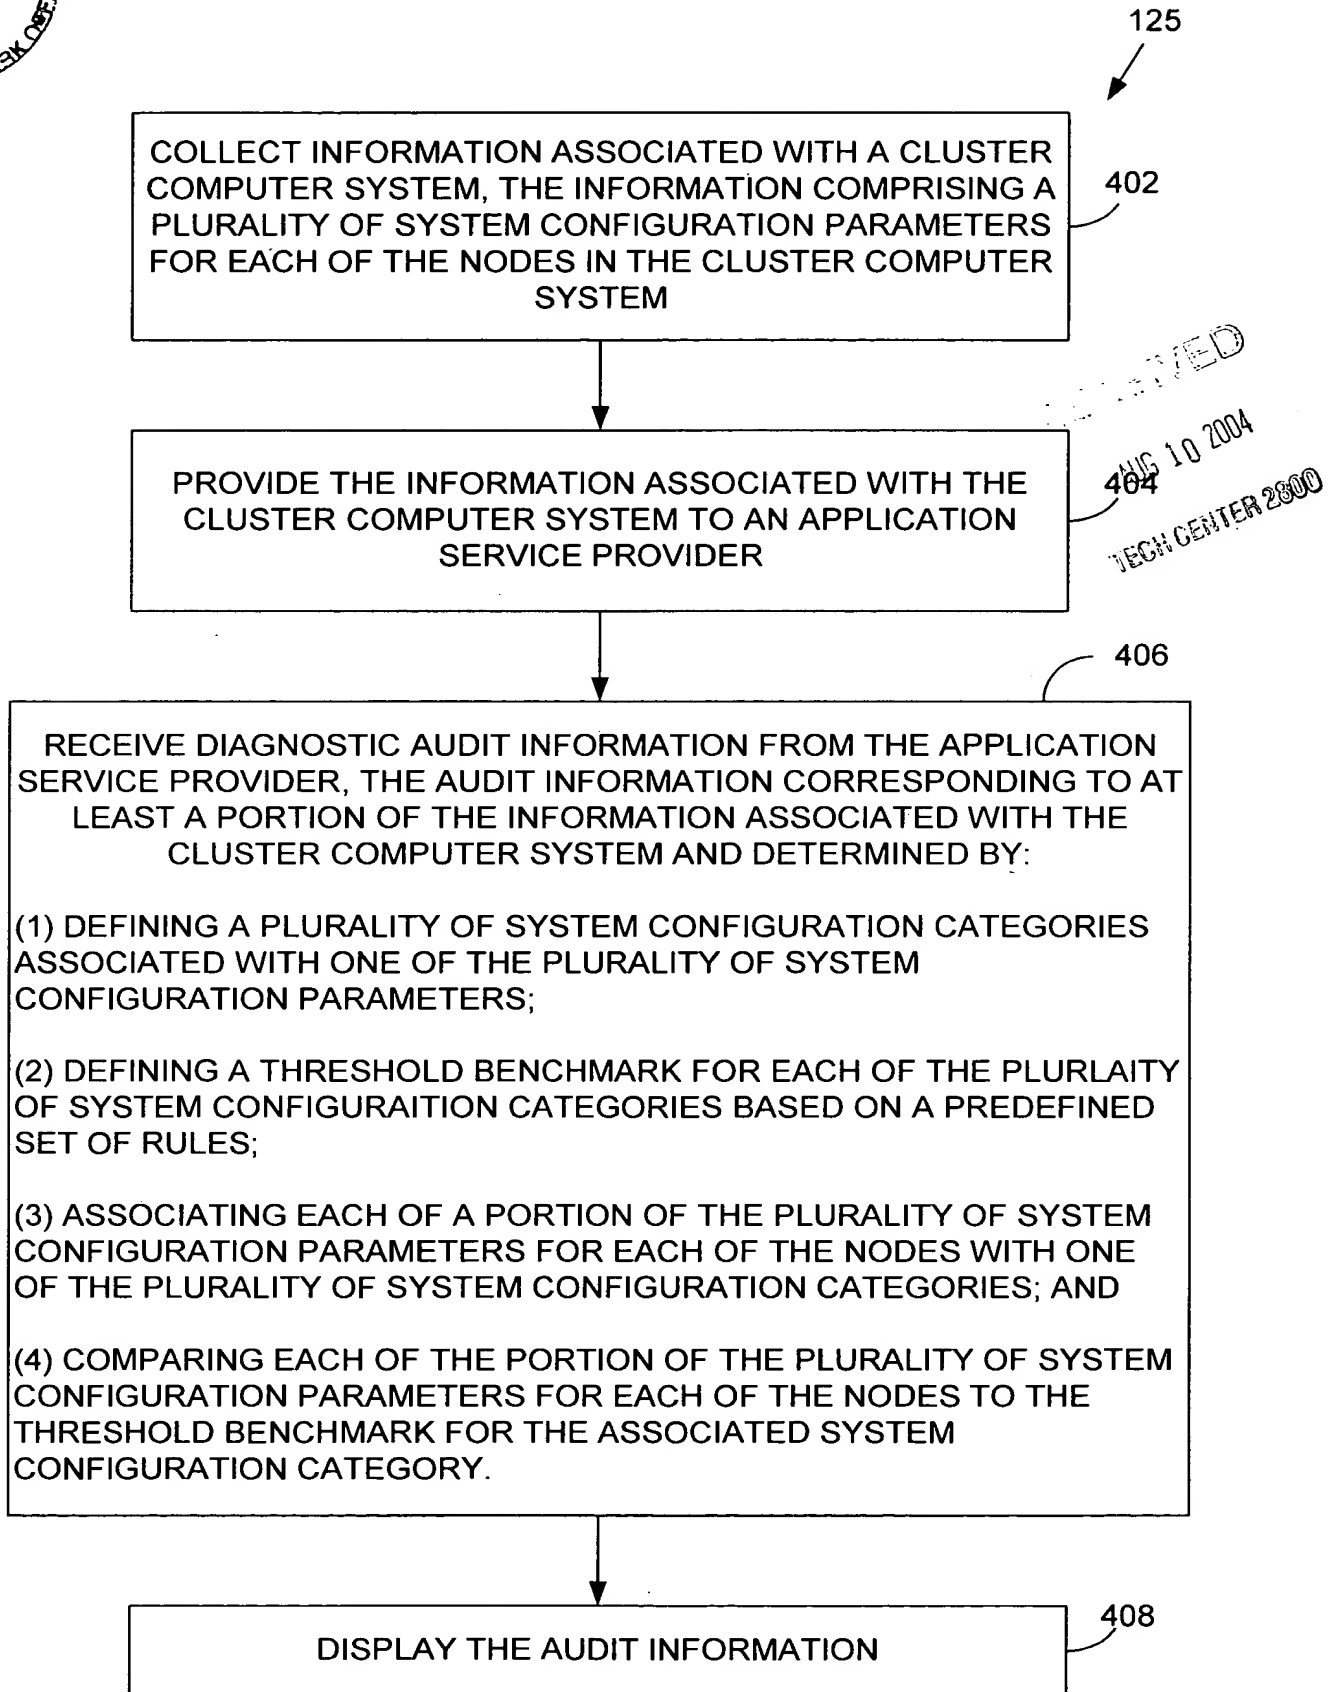 125
COLLECT INFORMATION ASSOCIATED WITH A CLUSTER
COMPUTER SYSTEM, THE INFORMATION COMPRISING A
PLURALITY OF SYSTEM CONFIGURATION PARAMETERS
FOR EACH OF THE NODES IN THE CLUSTER COMPUTER
SYSTEM
402
PROVIDE THE INFORMATION ASSOCIATED WITH THE
CLUSTER COMPUTER SYSTEM TO AN APPLICATION
SERVICE PROVIDER
404
AUG 10 2004
TECH CENTER 2800
406
RECEIVE DIAGNOSTIC AUDIT INFORMATION FROM THE APPLICATION
SERVICE PROVIDER, THE AUDIT INFORMATION CORRESPONDING TO AT
LEAST A PORTION OF THE INFORMATION ASSOCIATED WITH THE
CLUSTER COMPUTER SYSTEM AND DETERMINED BY:
(1) DEFINING A PLURALITY OF SYSTEM CONFIGURATION CATEGORIES
ASSOCIATED WITH ONE OF THE PLURALITY OF SYSTEM
CONFIGURATION PARAMETERS;
(2) DEFINING A THRESHOLD BENCHMARK FOR EACH OF THE PLURLAITY
OF SYSTEM CONFIGURAITION CATEGORIES BASED ON A PREDEFINED
SET OF RULES;
(3) ASSOCIATING EACH OF A PORTION OF THE PLURALITY OF SYSTEM
CONFIGURATION PARAMETERS FOR EACH OF THE NODES WITH ONE
OF THE PLURALITY OF SYSTEM CONFIGURATION CATEGORIES; AND
(4) COMPARING EACH OF THE PORTION OF THE PLURALITY OF SYSTEM
CONFIGURATION PARAMETERS FOR EACH OF THE NODES TO THE
THRESHOLD BENCHMARK FOR THE ASSOCIATED SYSTEM
CONFIGURATION CATEGORY.
408
DISPLAY THE AUDIT INFORMATION